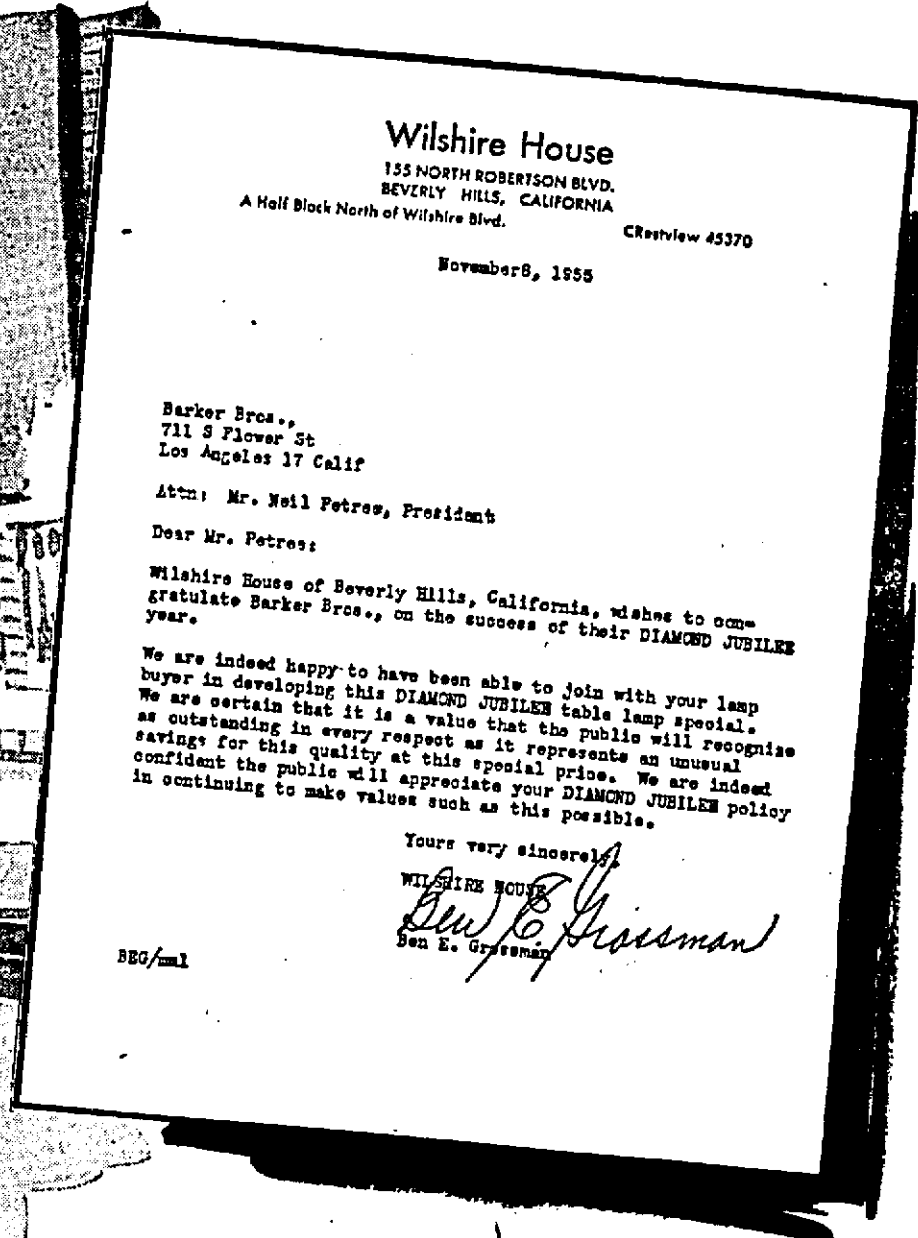 Wilshire House
155 NORTH ROBERTSON BLVD.
BEVERLY HILLS, CALIFORNIA
A Half Block North of Wilshire Blvd.
CRestview 45370
November8, 1955
Barker Bros.,
711 S Flower St
Los Angeles 17 Calif
Attn: Mr. Neil Petree, President
Dear Mr. Petree:
Wilshire House of Beverly Hills, California, wishes to con-
gratulate Barker Bros., on the success of their DIAMOND JUBILEE
year.
We are indeed happy to have been able to join with your lamp
buyer in developing this DIAMOND JUBILEE table lamp special.
We are certain that it is a value that the public will recognize
as outstanding in every respect as it represents an unusual
savings for this quality at this special price. We are indeed
confident the public will appreciate your DIAMOND JUBILEE policy
in continuing to make values such as this possible.
Yours very sincerely,
WILSHIRE HOUSE
Ben E. Grossman
Ben E. Grossman
BEG/